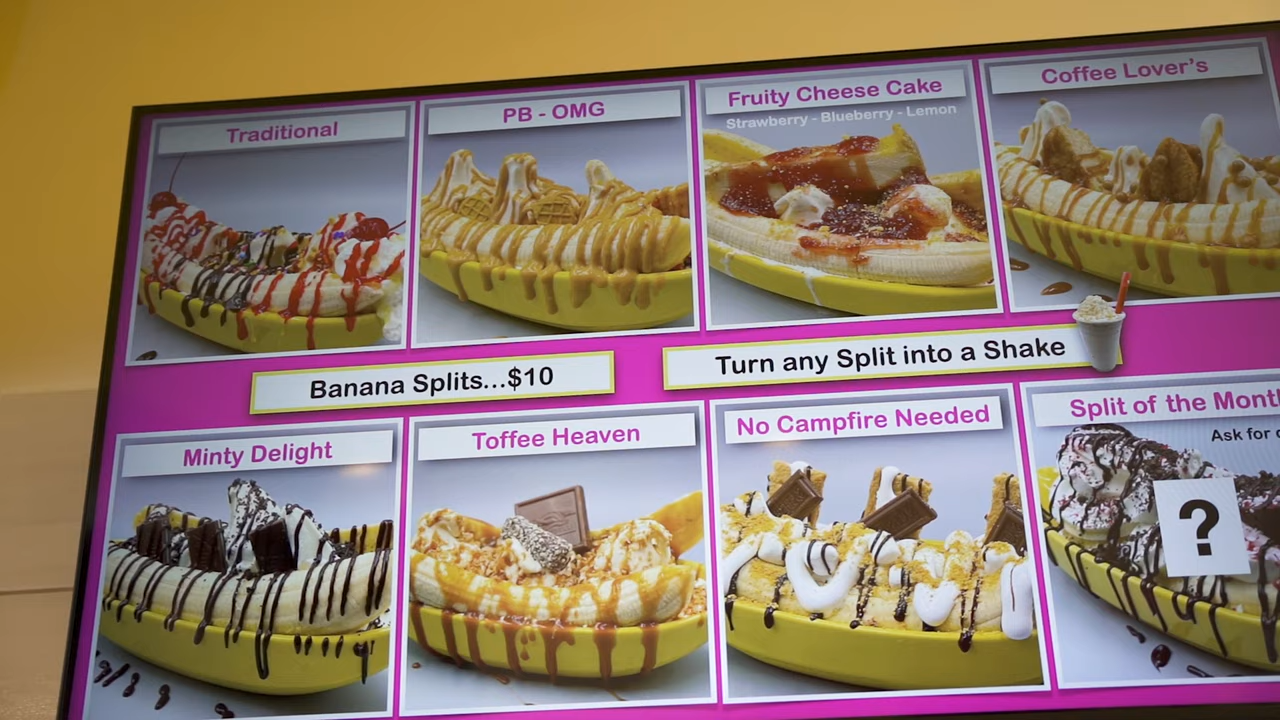 Traditional
PB - OMG
Fruity Cheese Cake
Strawberry - Blueberry - Lemon
Coffee Lover's
Banana Splits...$10
Turn any Split into a Shake
Minty Delight
Toffee Heaven
No Campfire Needed
Split of the Month
Ask for
?